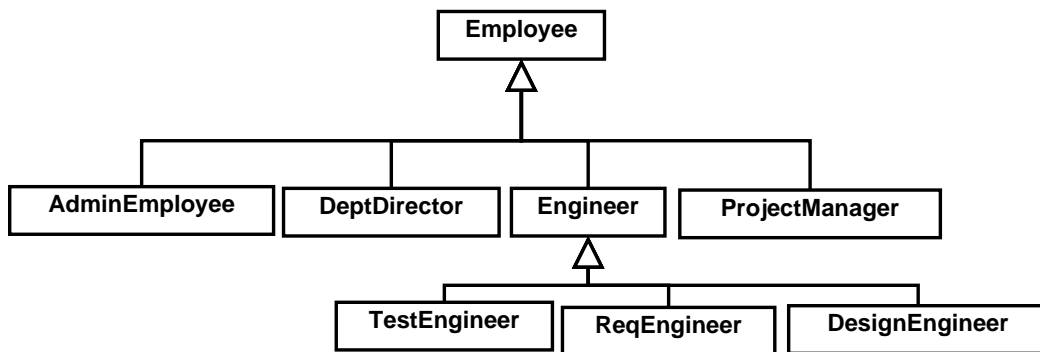 Employee
AdminEmployee
DeptDirector
Engineer
ProjectManager
TestEngineer
ReqEngineer
DesignEngineer